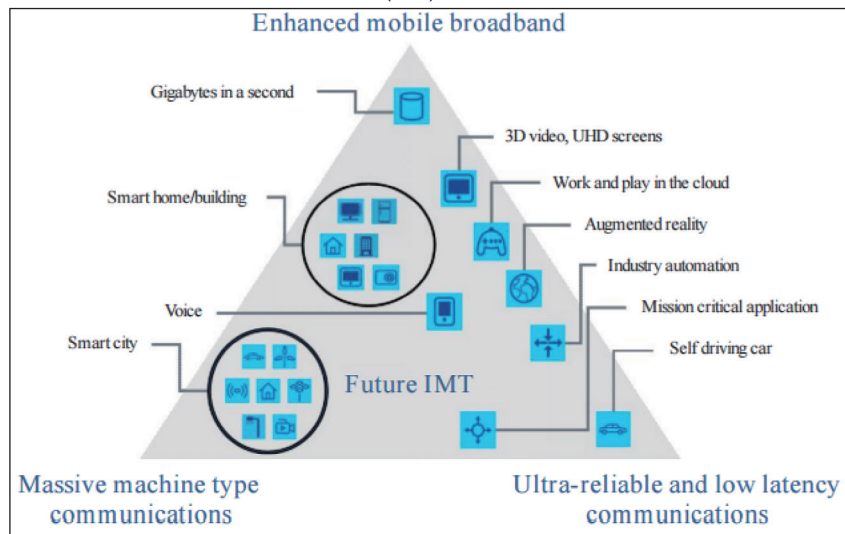 Enhanced mobile broadband
Gigabytes in a second
3D video, UHD screens
Work and play in the cloud
Smart home/building
Augmented reality
Industry automation
Voice
Mission critical application
Smart city
Self driving car
Future IMT
Massive machine type
communications
Ultra-reliable and low latency
communications